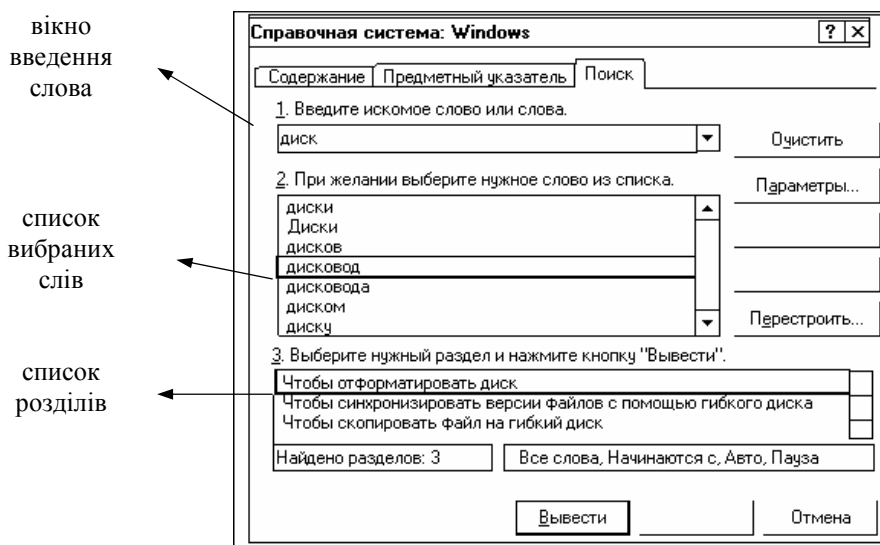 вікно
введення
слова
список
вибраних
слів
список
розділів
Справочная система: Windows
? ×
Содержание Предметный указатель Поиск
1. Введите искомое слово или слова.
диск
Очистить
2. При желании выберите нужное слово из списка.
Параметры...
диски
Диски
дисков
дисковод
дисковода
диском
диску
Перестроить...
3. Выберите нужный раздел и нажмите кнопку "Вывести".
Чтобы отформатировать диск
Чтобы синхронизировать версии файлов с помощью гибкого диска
Чтобы скопировать файл на гибкий диск
Найдено разделов: 3 Все слова, Начинаются с, Авто, Пауза
Вывести Отмена